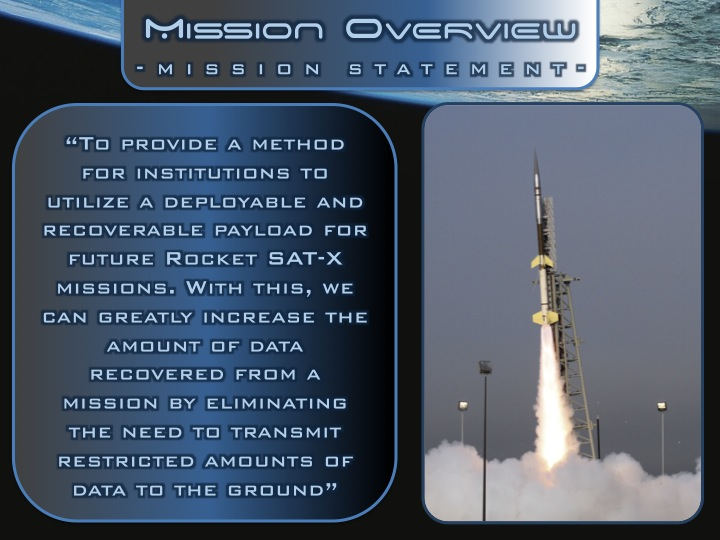 Mission Overview
-MISSION STATEMENT-
“To provide a method
for institutions to
utilize a deployable and
recoverable payload for
future Rocket SAT-X
missions. With this, we
can greatly increase the
amount of data
recovered from a
mission by eliminating
the need to transmit
restricted amounts of
data to the ground”